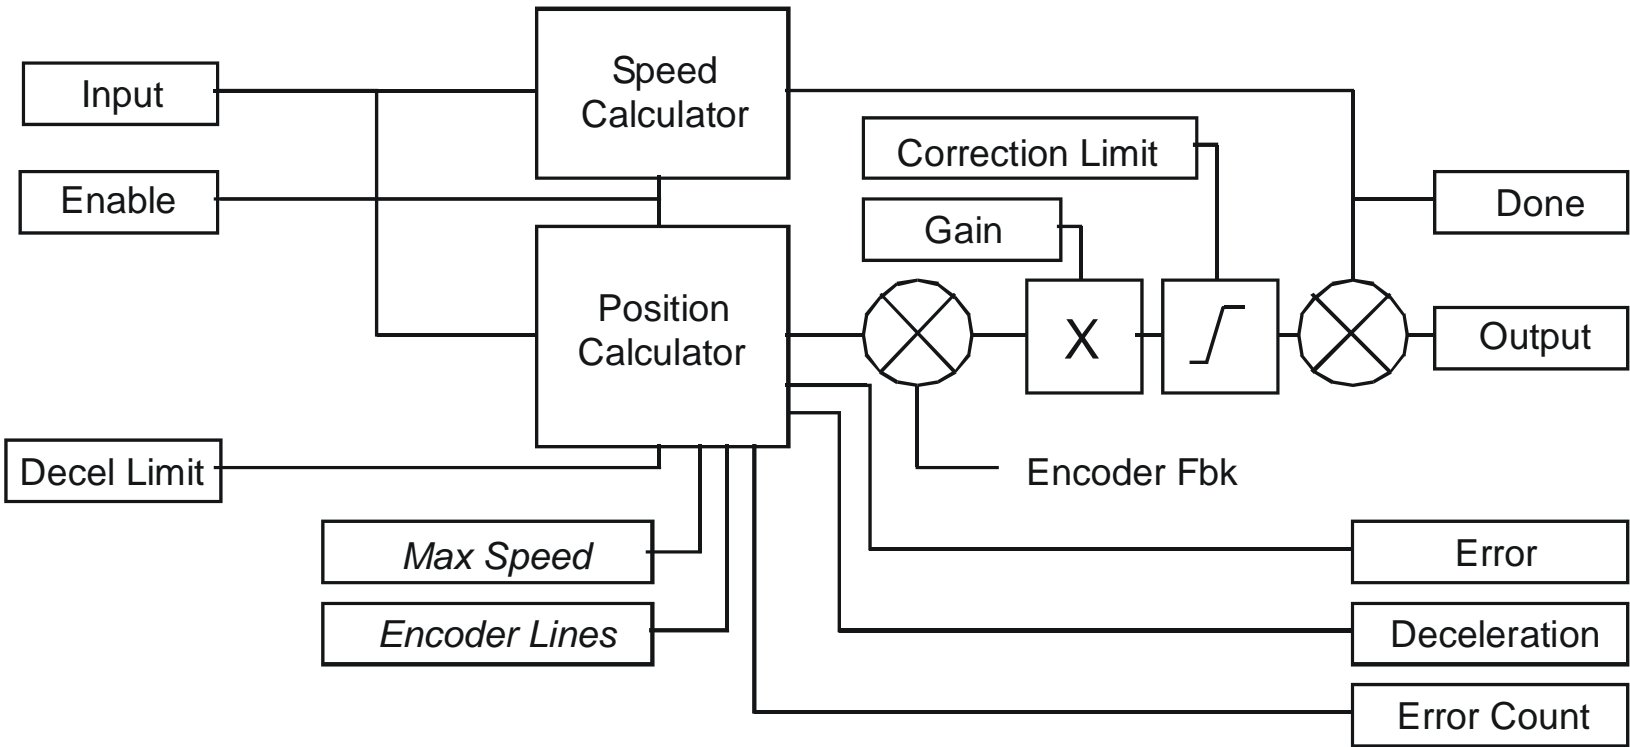 Input
Speed
Calculator
Correction Limit
Enable
Done
Gain
Position
Calculator
X
Output
Decel Limit
Encoder Fbk
Max Speed
Error
Encoder Lines
Deceleration
Error Count